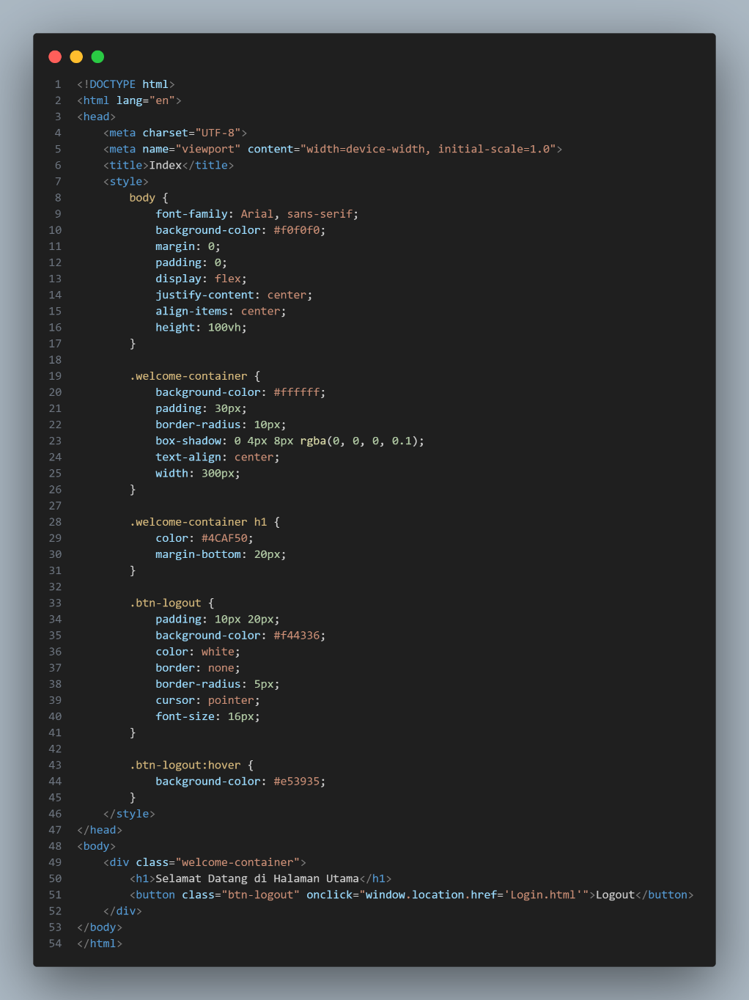 1 <!DOCTYPE html>
2 <html lang="en">
3 <head>
4     <meta charset="UTF-8">
5     <meta name="viewport" content="width=device-width, initial-scale=1.0">
6     <title>Index</title>
7     <style>
8         body {
9             font-family: Arial, sans-serif;
10             background-color: #f0f0f0;
11             margin: 0;
12             padding: 0;
13             display: flex;
14             justify-content: center;
15             align-items: center;
16             height: 100vh;
17         }
18
19         .welcome-container {
20             background-color: #ffffff;
21             padding: 30px;
22             border-radius: 10px;
23             box-shadow: 0 4px 8px rgba(0, 0, 0, 0.1);
24             text-align: center;
25             width: 300px;
26         }
27
28         .welcome-container h1 {
29             color: #4CAF50;
30             margin-bottom: 20px;
31         }
32
33         .btn-logout {
34             padding: 10px 20px;
35             background-color: #f44336;
36             color: white;
37             border: none;
38             border-radius: 5px;
39             cursor: pointer;
40             font-size: 16px;
41         }
42
43         .btn-logout:hover {
44             background-color: #e53935;
45         }
46     </style>
47 </head>
48 <body>
49     <div class="welcome-container">
50         <h1>Selamat Datang di Halaman Utama</h1>
51         <button class="btn-logout" onclick="window.location.href='Login.html'">Logout</button>
52     </div>
53 </body>
54 </html>